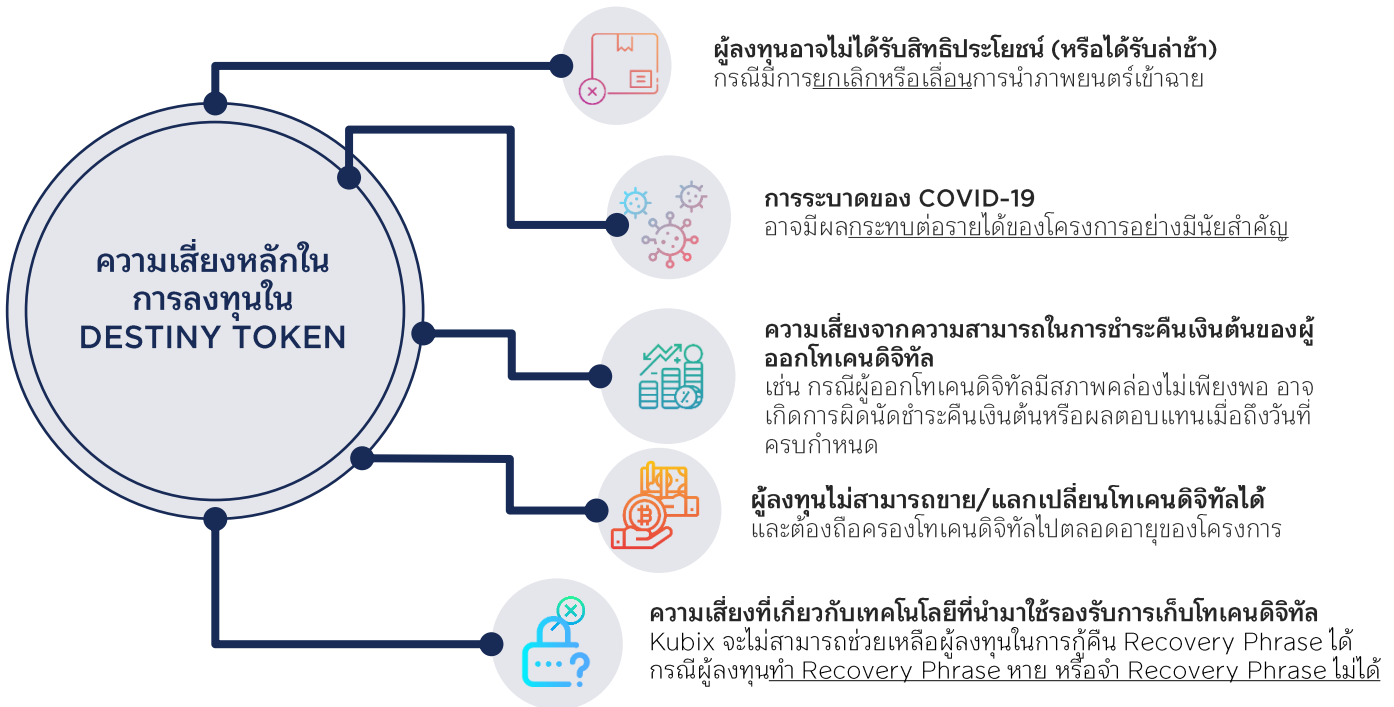 ความเสี่ยงหลักใน
การลงทุนใน
DESTINY TOKEN
ผู้ลงทุนอาจไม่ได้รับสิทธิประโยชน์ (หรือได้รับล่าช้า)
กรณีมีการยกเลิกหรือเลื่อนการนำภาพยนตร์เข้าฉาย
การระบาดของ COVID-19
อาจมีผลกระทบต่อรายได้ของโครงการอย่างมีนัยสำคัญ
ความเสี่ยงจากความสามารถในการชำระคืนเงินต้นของผู้
ออกโทเคนดิจิทัล
เช่น กรณีผู้ออกโทเคนดิจิทัลมีสภาพคล่องไม่เพียงพอ อาจ
เกิดการผิดนัดชำระคืนเงินต้นหรือผลตอบแทนเมื่อถึงวันที่
ครบกำหนด
ผู้ลงทุนไม่สามารถขาย/แลกเปลี่ยนโทเคนดิจิทัลได้
และต้องถือครองโทเคนดิจิทัลไปตลอดอายุของโครงการ
ความเสี่ยงที่เกี่ยวกับเทคโนโลยีที่นำมาใช้รองรับการเก็บโทเคนดิจิทัล
Kubix จะไม่สามารถช่วยเหลือผู้ลงทุนในการกู้คืน Recovery Phrase ได้
กรณีผู้ลงทุนทำ Recovery Phrase หาย หรือจำ Recovery Phrase ไม่ได้